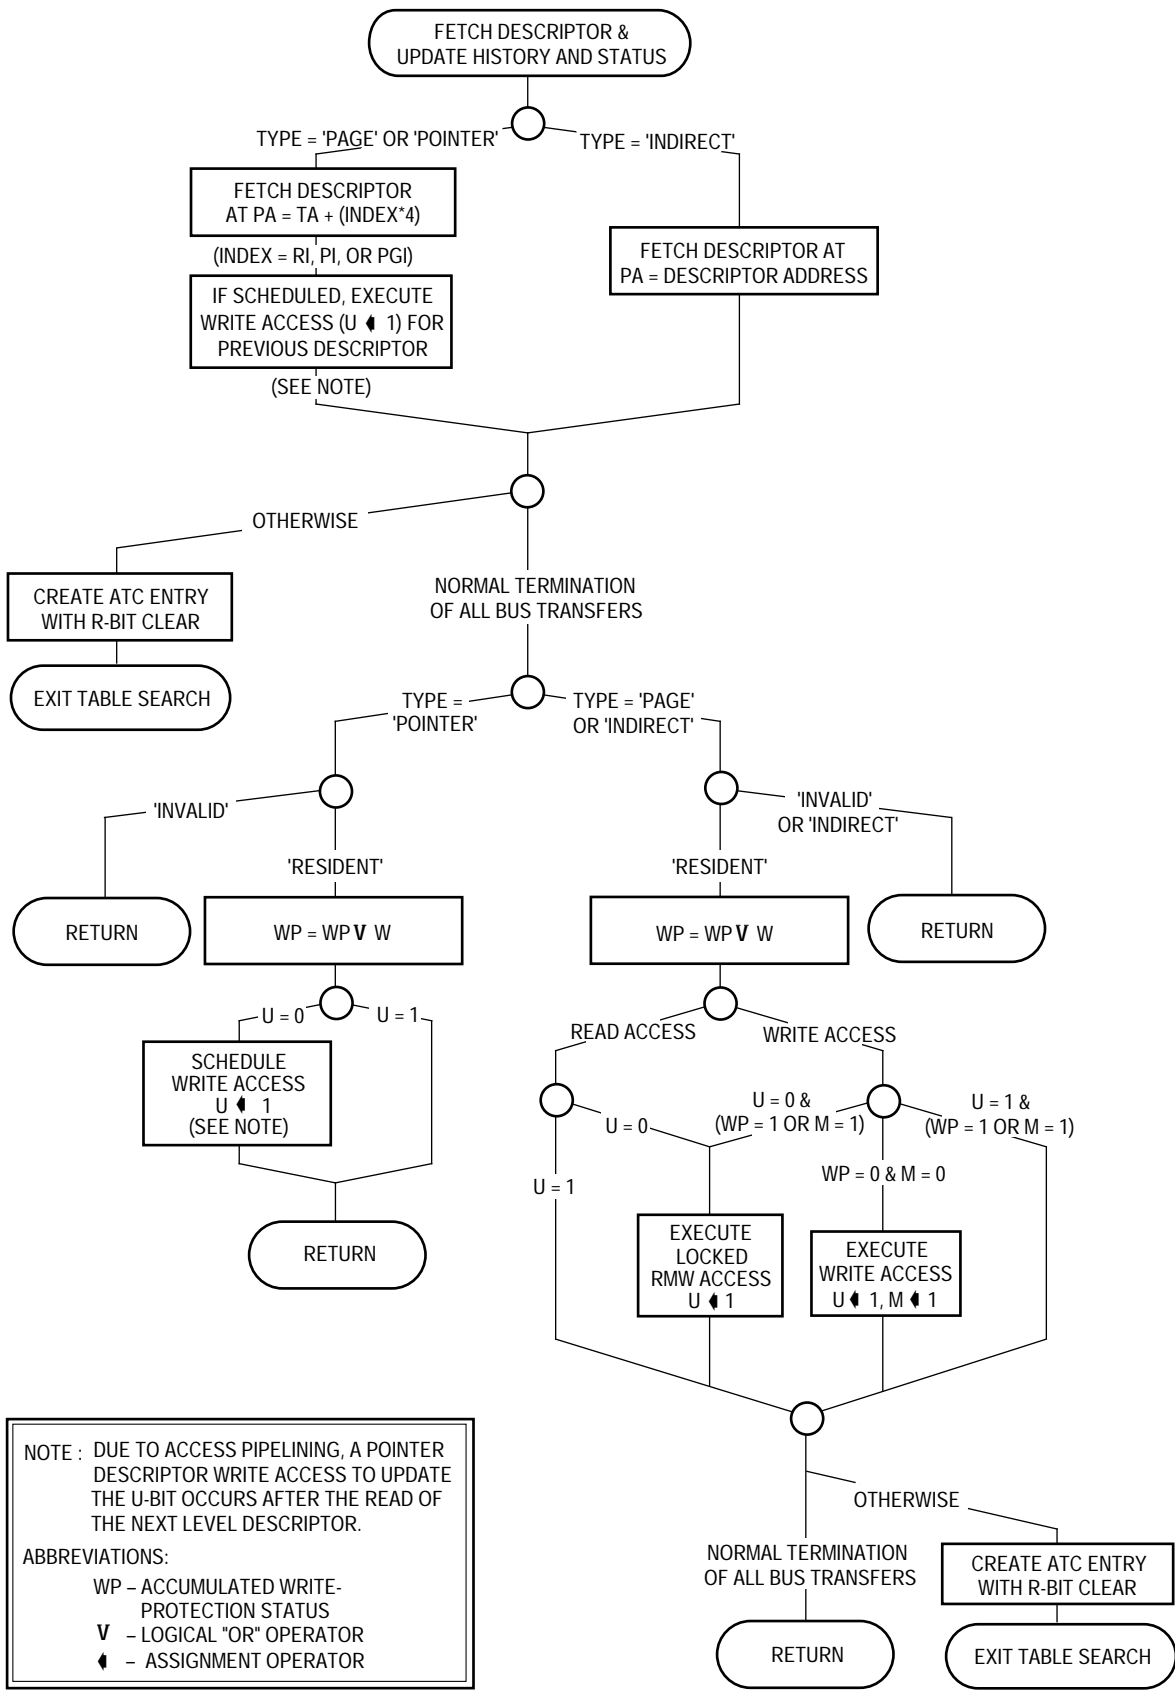 FETCH DESCRIPTOR &
UPDATE HISTORY AND STATUS
TYPE = 'PAGE' OR 'POINTER'
TYPE = 'INDIRECT'
FETCH DESCRIPTOR
AT PA = TA + (INDEX*4)
(INDEX = RI, PI, OR PGI)
FETCH DESCRIPTOR AT
PA = DESCRIPTOR ADDRESS
IF SCHEDULED, EXECUTE
WRITE ACCESS (U ⬧ 1) FOR
PREVIOUS DESCRIPTOR
(SEE NOTE)
OTHERWISE
CREATE ATC ENTRY
WITH R-BIT CLEAR
EXIT TABLE SEARCH
NORMAL TERMINATION
OF ALL BUS TRANSFERS
TYPE =
'POINTER'
TYPE = 'PAGE'
OR 'INDIRECT'
'INVALID'
'RESIDENT'
RETURN
WP = WP V W
U = 0
U = 1
SCHEDULE
WRITE ACCESS
U ⬧ 1
(SEE NOTE)
RETURN
'INVALID'
OR 'INDIRECT'
'RESIDENT'
RETURN
WP = WP V W
READ ACCESS
WRITE ACCESS
U = 0
U = 1
U = 0 &
(WP = 1 OR M = 1)
U = 1 &
(WP = 1 OR M = 1)
WP = 0 & M = 0
EXECUTE
LOCKED
RMW ACCESS
U ⬧ 1
EXECUTE
WRITE ACCESS
U ⬧ 1, M ⬧ 1
OTHERWISE
NORMAL TERMINATION
OF ALL BUS TRANSFERS
CREATE ATC ENTRY
WITH R-BIT CLEAR
RETURN
EXIT TABLE SEARCH
NOTE : DUE TO ACCESS PIPELINING, A POINTER
DESCRIPTOR WRITE ACCESS TO UPDATE
THE U-BIT OCCURS AFTER THE READ OF
THE NEXT LEVEL DESCRIPTOR.
ABBREVIATIONS:
WP – ACCUMULATED WRITE-
PROTECTION STATUS
V – LOGICAL "OR" OPERATOR
⬧ – ASSIGNMENT OPERATOR